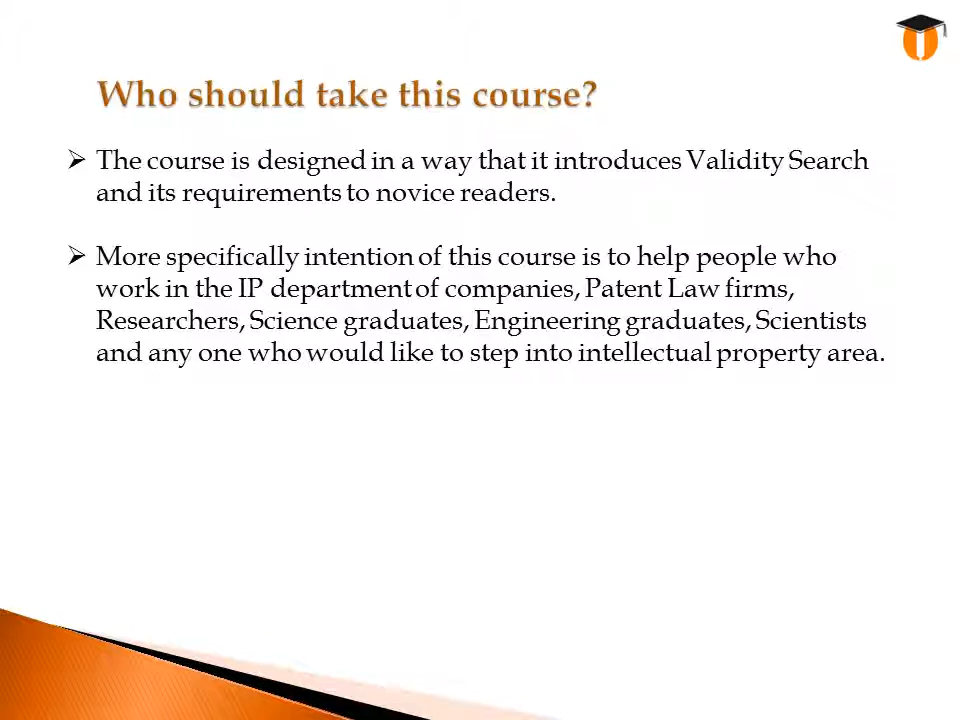 Who should take this course?
➢ The course is designed in a way that it introduces Validity Search
and its requirements to novice readers.
➢ More specifically intention of this course is to help people who
work in the IP department of companies, Patent Law firms,
Researchers, Science graduates, Engineering graduates, Scientists
and any one who would like to step into intellectual property area.